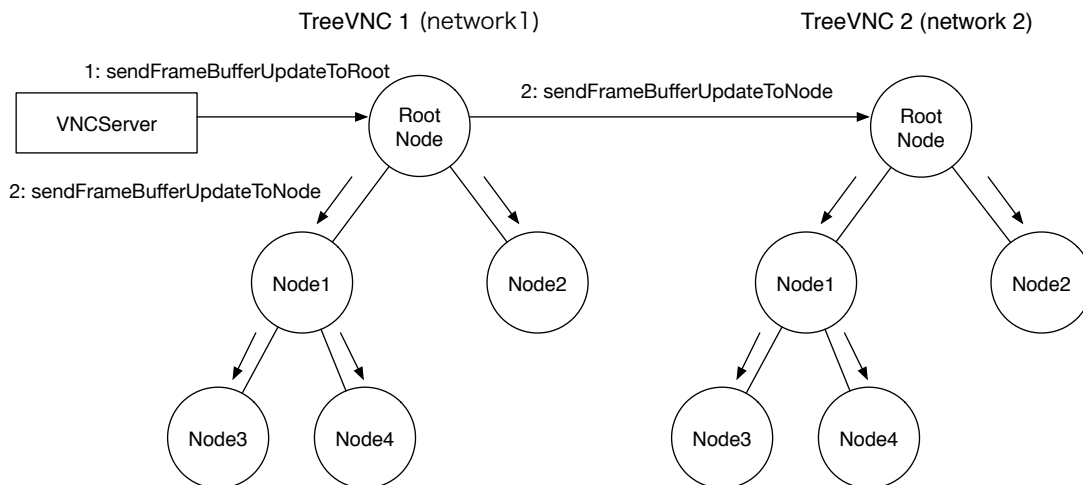 TreeVNC 1 (network1)
TreeVNC 2 (network 2)
1: sendFrameBufferUpdateToRoot
VNCServer
Root
Node
2: sendFrameBufferUpdateToNode
Root
Node
2: sendFrameBufferUpdateToNode
Node1
Node2
Node1
Node2
Node3
Node4
Node3
Node4